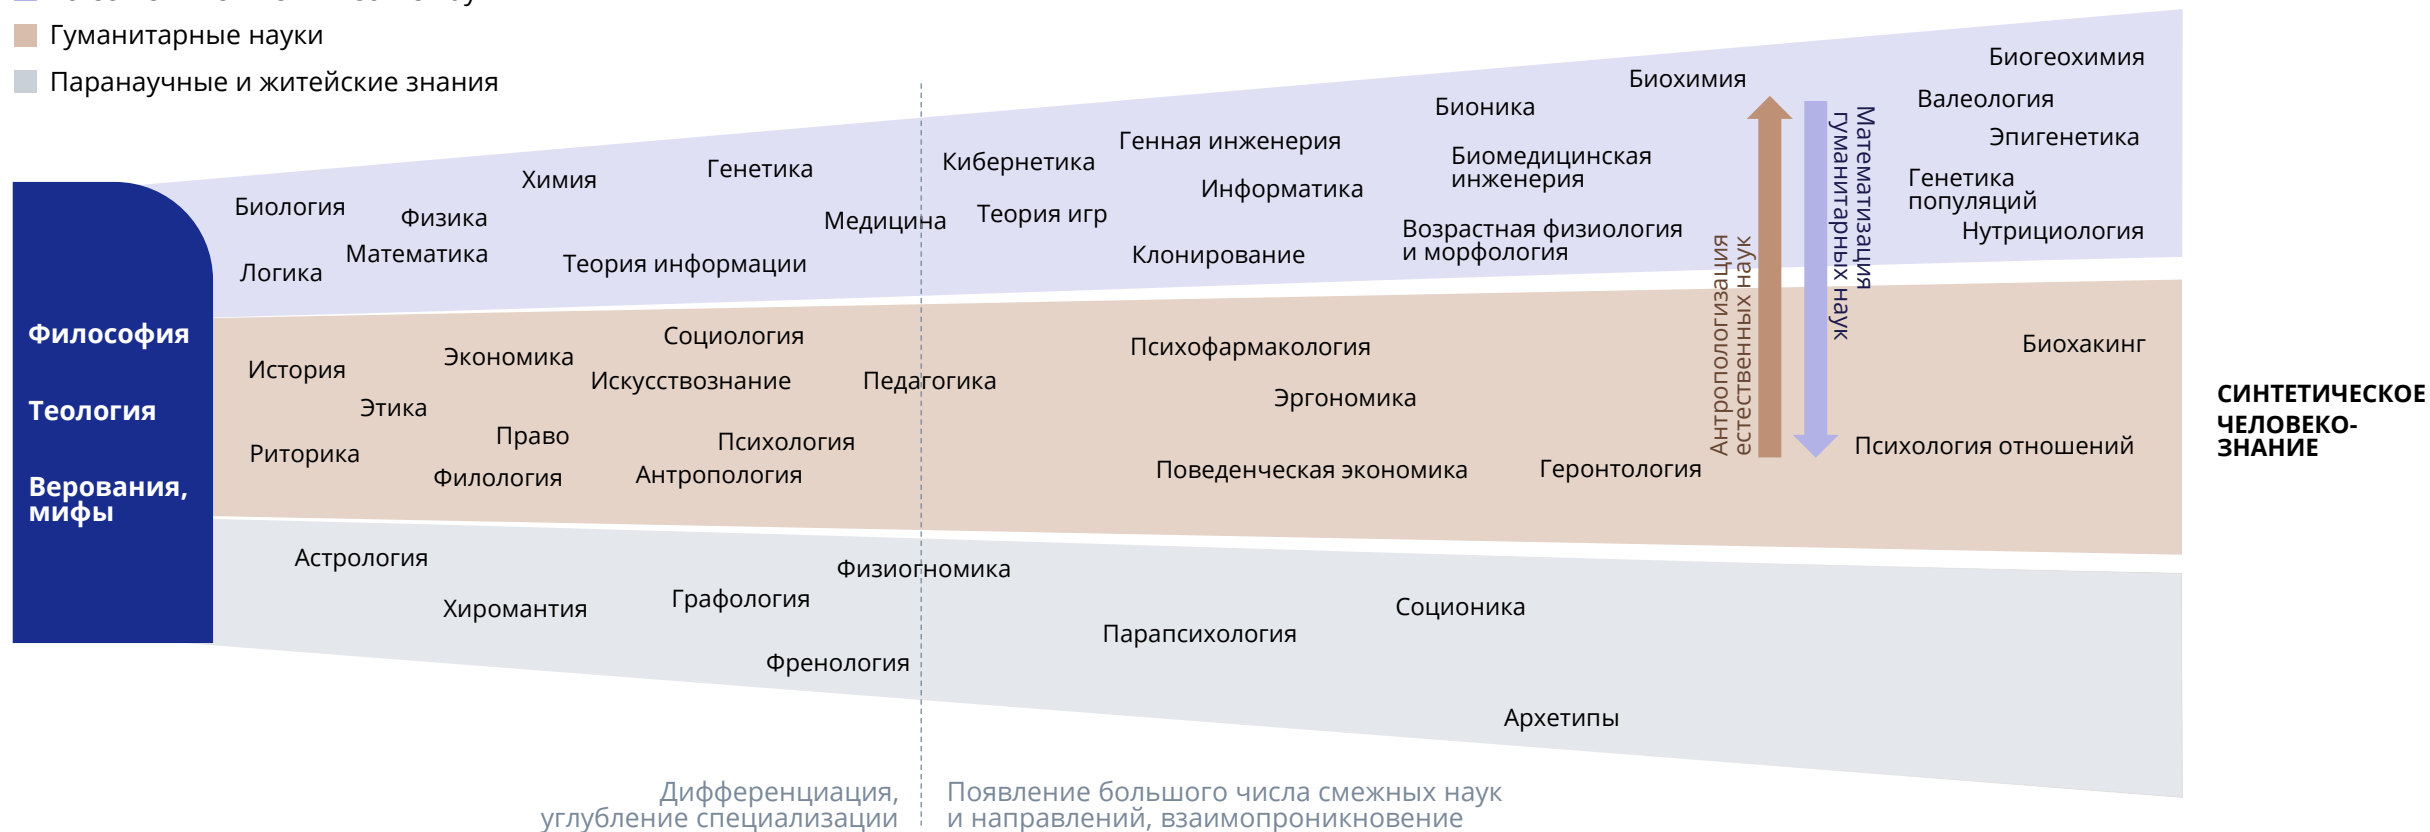 Гуманитарные науки
Паранаучные и житейские знания
Биогеохимия
Биохимия
Валеология
Бионика
Эпигенетика
Генная инженерия
Кибернетика
Биомедицинская
инженерия
Генетика
Химия
Информатика
Генетика
популяций
Биология
Физика
Медицина
Теория игр
Возрастная физиология
и морфология
Нутрициология
Математика
Логика
Теория информации
Клонирование
Антропологизация
естественных наук
Математизация
гуманитарных наук
Философия
Теология
Верования,
мифы
Социология
Экономика
История
Искусствознание
Педагогика
Психофармакология
Биохакинг
Этика
Эргономика
Право
Психология
Риторика
Филология
Антропология
Поведенческая экономика
Геронтология
Психология отношений
СИНТЕТИЧЕСКОЕ
ЧЕЛОВЕКО-
ЗНАНИЕ
Астрология
Физиогномика
Хиромантия
Графология
Соционика
Парапсихология
Френология
Архетипы
Дифференциация,
углубление специализации
Появление большого числа смежных наук
и направлений, взаимопроникновение